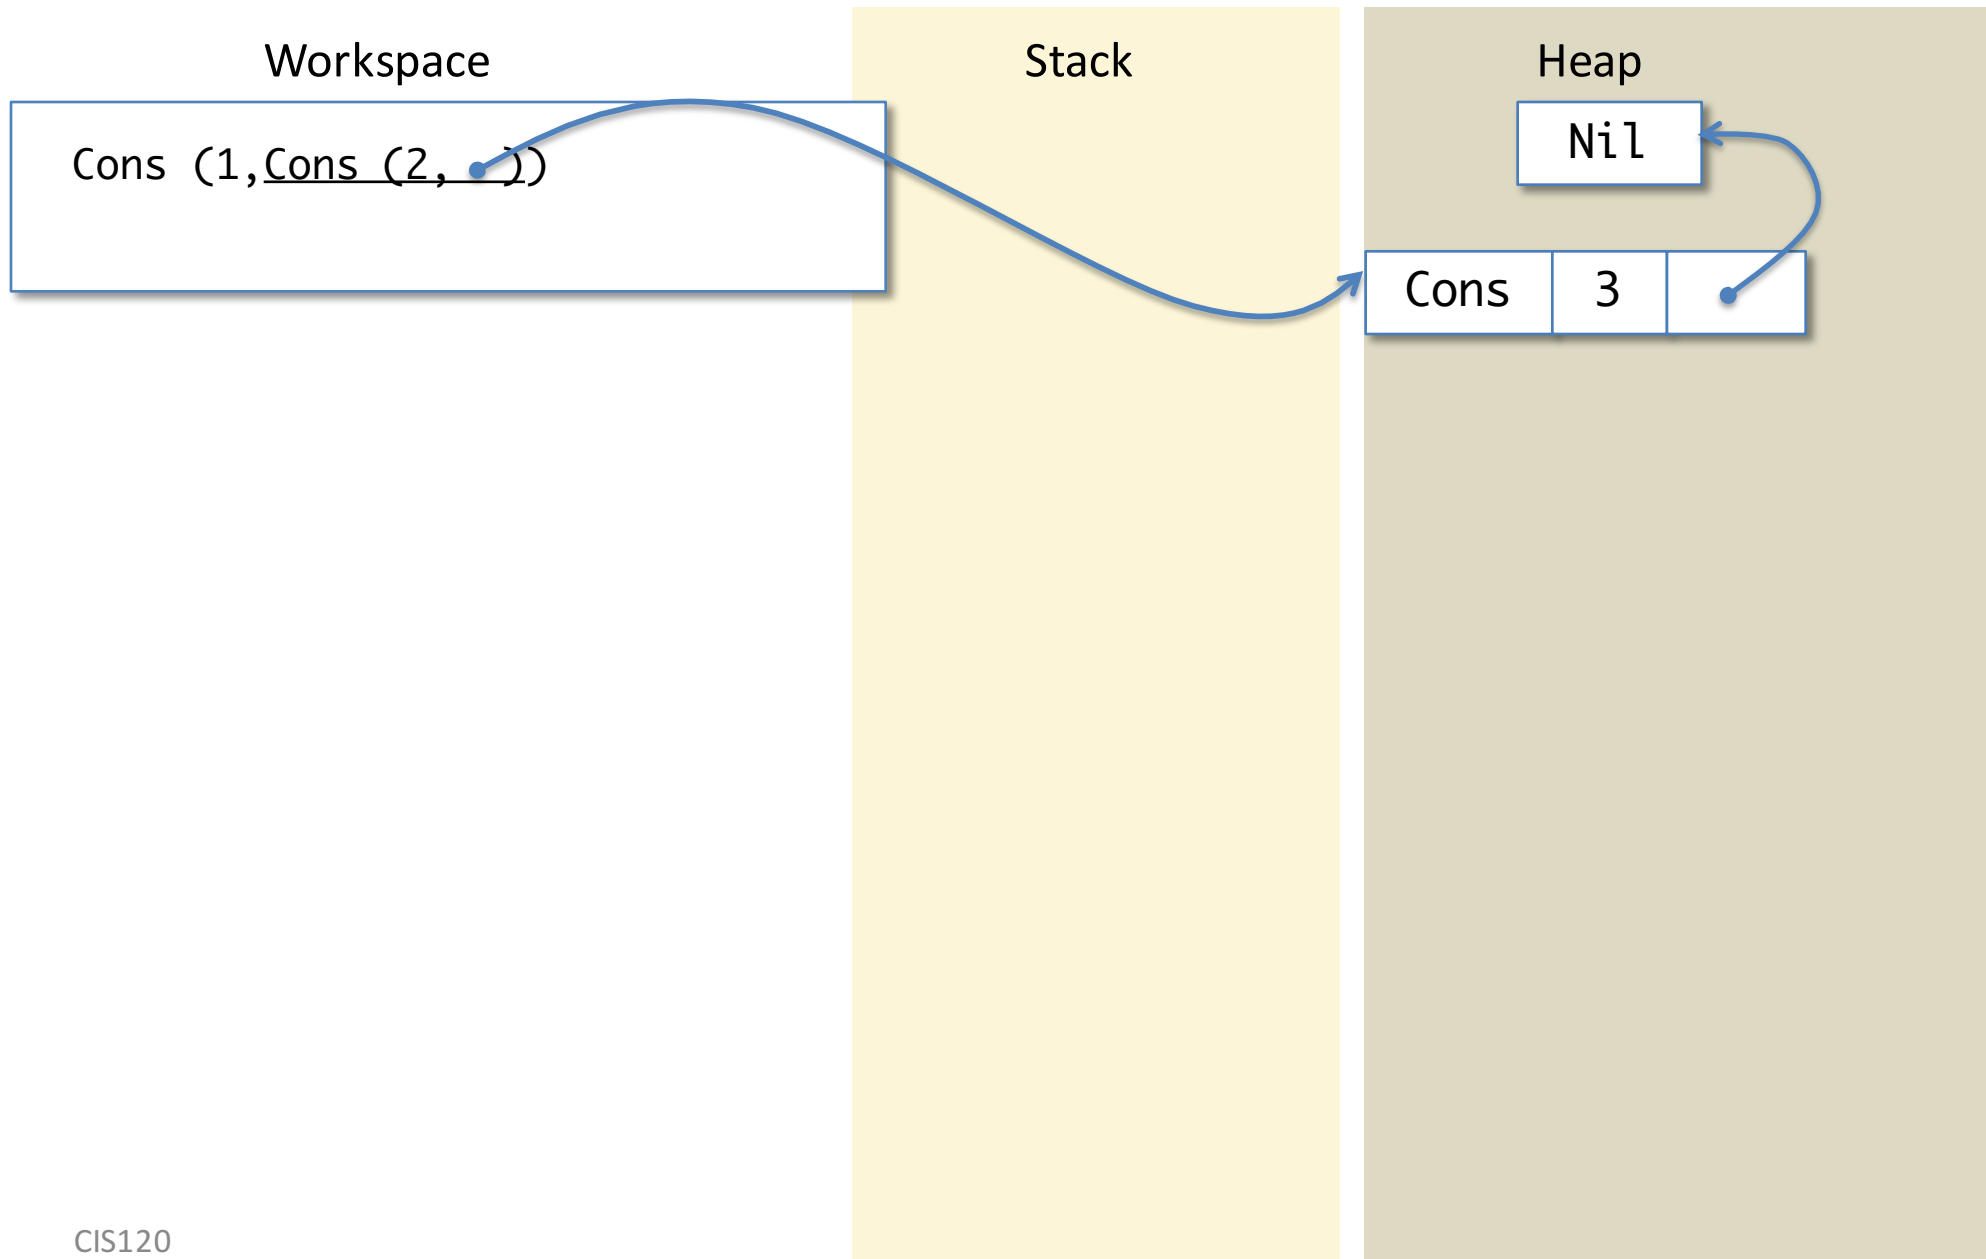 Workspace
Stack
Heap
Cons (1,Cons (2,  ))
Nil
Cons 3
CIS120